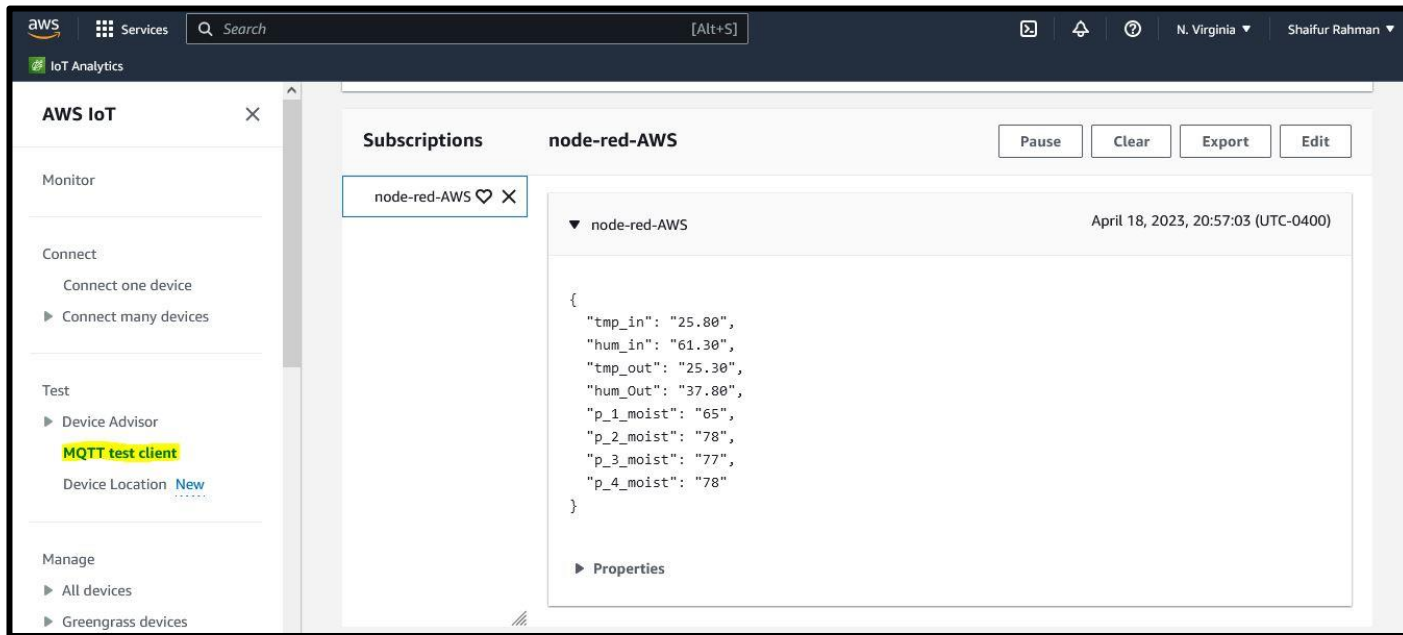 aws
Services
Search
[Alt+S]
N. Virginia
Shaifur Rahman
IoT Analytics
AWS IoT
Monitor
Connect
Connect one device
Connect many devices
Test
Device Advisor
MQTT test client
Device Location New
Manage
All devices
Greengrass devices
Subscriptions
node-red-AWS
Pause
Clear
Export
Edit
node-red-AWS
node-red-AWS
April 18, 2023, 20:57:03 (UTC-0400)
{
"tmp_in": "25.80",
"hum_in": "61.30",
"tmp_out": "25.30",
"hum_Out": "37.80",
"p_1_moist": "65",
"p_2_moist": "78",
"p_3_moist": "77",
"p_4_moist": "78"
}
Properties